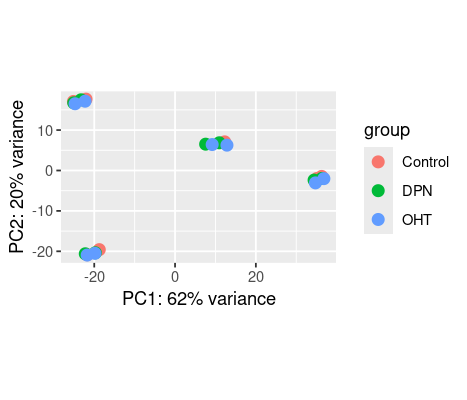 PC2: 20% variance
10
0
-10
-20
-20
0
20
PC1: 62% variance
group
Control
DPN
OHT